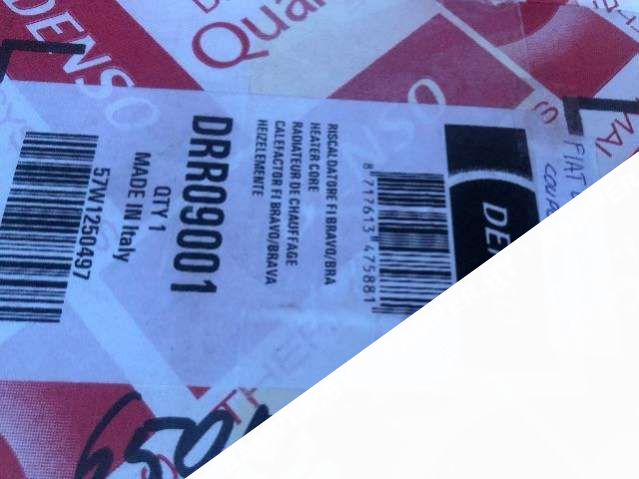 DENSO
RISCALDATORE FI BRAVO/BRA
HEATER CORE
RADIATEUR DE CHAUFFAGE
CALEFACTOR FI BRAVO/BRAVA
HEIZELEMENTE
8 717613 475881
DRR09001
QTY 1
MADE IN Italy
57W1250497
FIAT